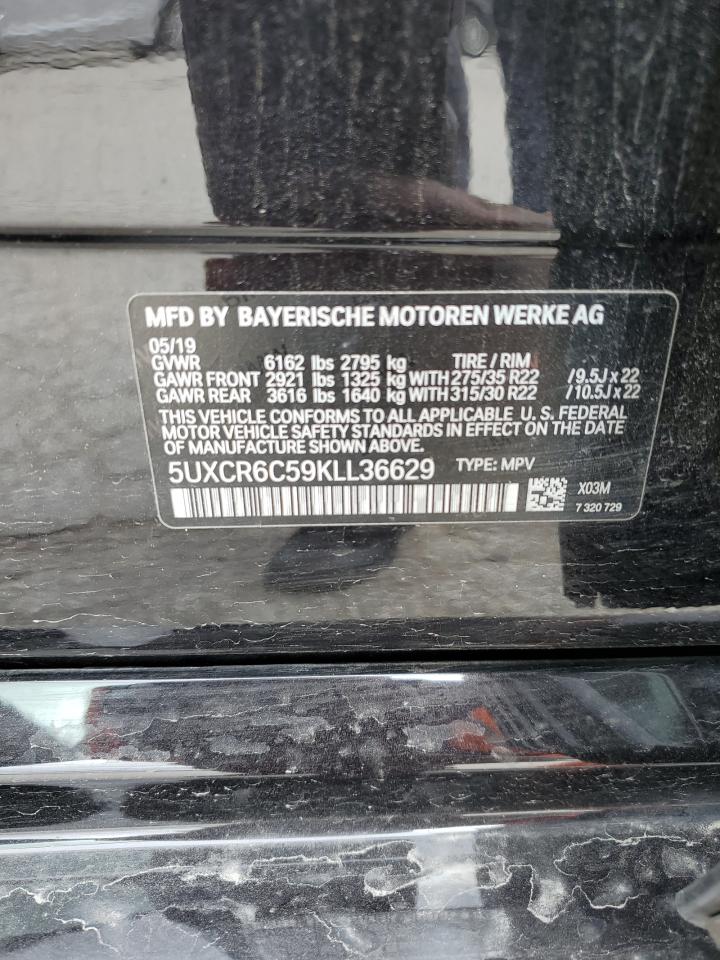 MFD BY BAYERISCHE MOTOREN WERKE AG
05/19
GVWR 6162 lbs 2795 kg TIRE / RIM
GAWR FRONT 2921 lbs 1325 kg WITH 275/35 R22 / 9.5J x 22
GAWR REAR 3616 lbs 1640 kg WITH 315/30 R22 / 10.5J x 22
THIS VEHICLE CONFORMS TO ALL APPLICABLE U. S. FEDERAL
MOTOR VEHICLE SAFETY STANDARDS IN EFFECT ON THE DATE
OF MANUFACTURE SHOWN ABOVE.
5UXCR6C59KLL36629 TYPE: MPV
X03M
7 320 729